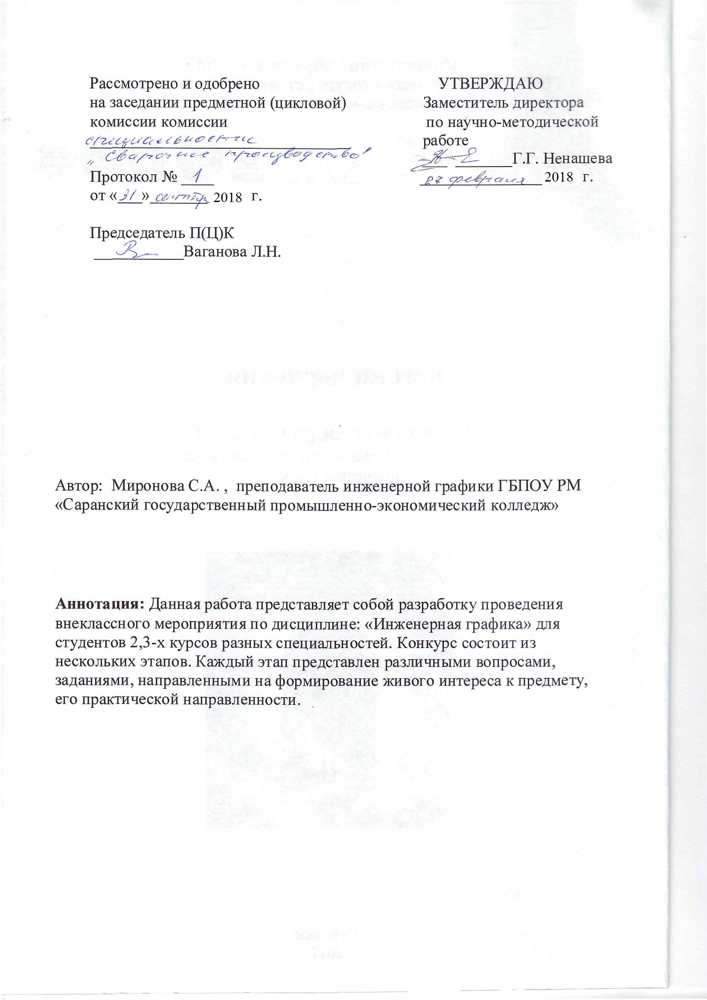 Рассмотрено и одобрено
на заседании предметной (цикловой)
комиссии комиссии
специальности
„Сварочное производство"
Протокол № 1
от «31» сентябр 2018 г.
Председатель П(Ц)К
Ваганова Л.Н.
УТВЕРЖДАЮ
Заместитель директора
по научно-методической
работе
Г.Г. Ненашева
27 февраля 2018 г.
Автор: Миронова С.А. , преподаватель инженерной графики ГБПОУ РМ
«Саранский государственный промышленно-экономический колледж»
Аннотация: Данная работа представляет собой разработку проведения
внеклассного мероприятия по дисциплине: «Инженерная графика» для
студентов 2,3-х курсов разных специальностей. Конкурс состоит из
нескольких этапов. Каждый этап представлен различными вопросами,
заданиями, направленными на формирование живого интереса к предмету,
его практической направленности.